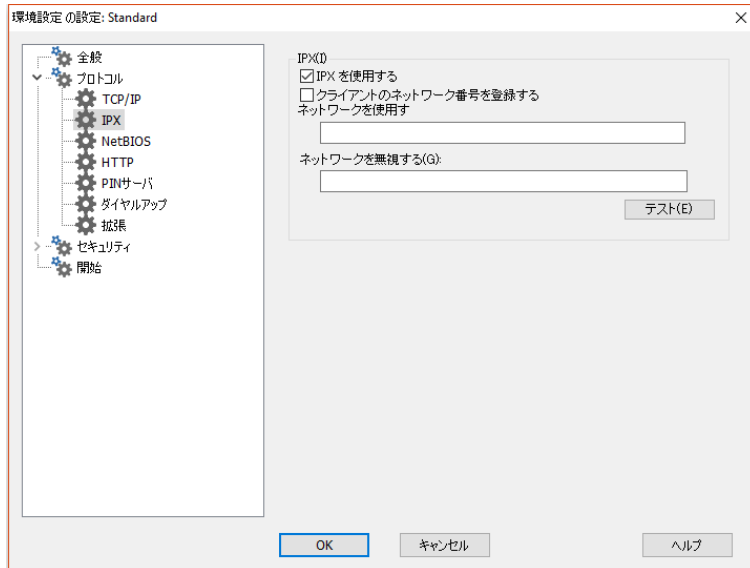 環境設定 の設定: Standard
全般
プロトコル
TCP/IP
IPX
NetBIOS
HTTP
PINサーバ
ダイヤルアップ
拡張
セキュリティ
開始
IPX(I)
IPX を使用する
クライアントのネットワーク番号を登録する
ネットワークを使用す
ネットワークを無視する(G):
テスト(E)
OK
キャンセル
ヘルプ